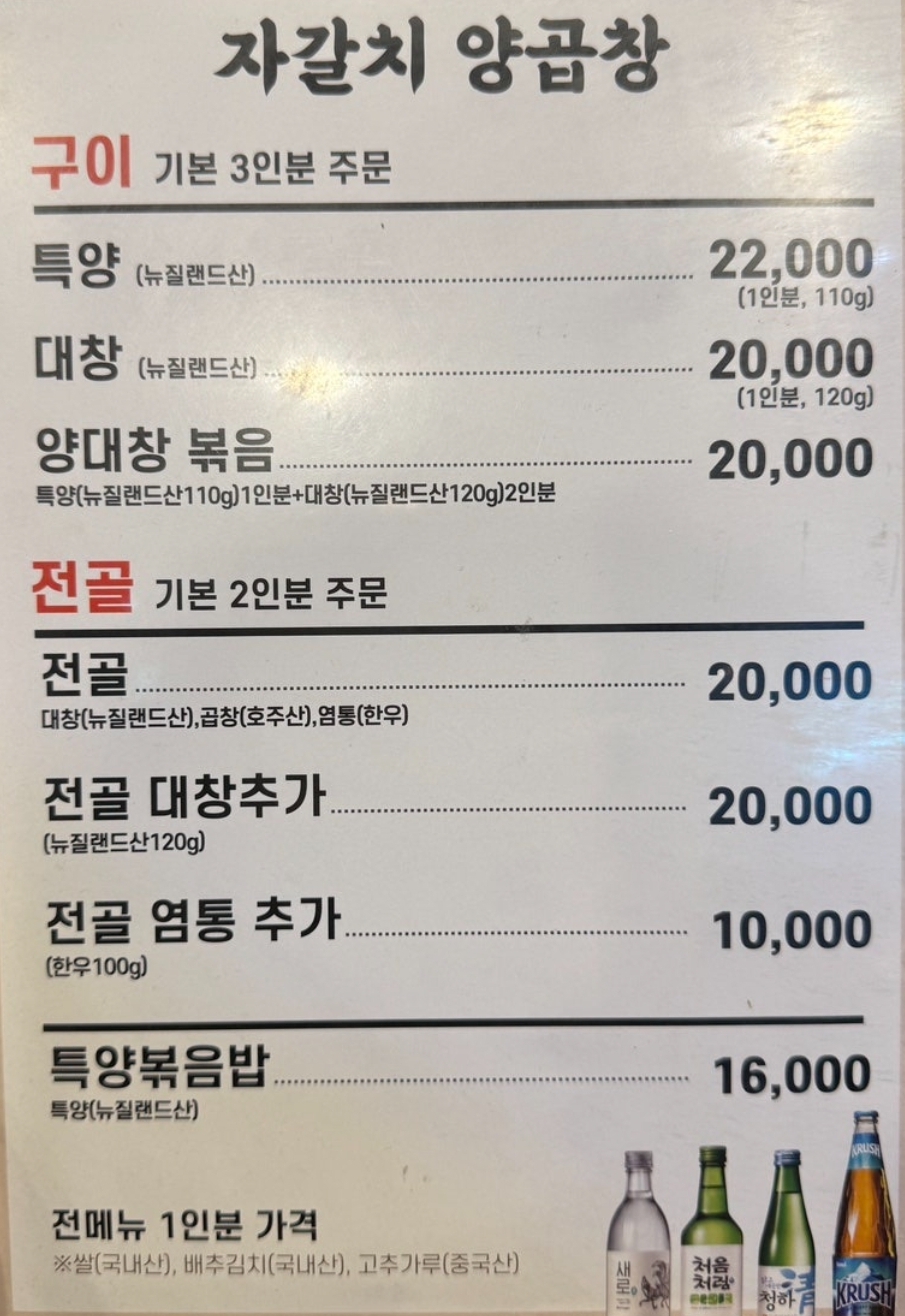 자갈치 양곱창
구이 기본 3인분 주문
특양 (뉴질랜드산) 22,000
(1인분, 110g)
대창 (뉴질랜드산) 20,000
(1인분, 120g)
양대창 볶음 20,000
특양(뉴질랜드산110g)1인분+대창(뉴질랜드산120g)2인분
전골 기본 2인분 주문
전골 20,000
대창(뉴질랜드산),곱창(호주산),염통(한우)
전골 대창추가 20,000
(뉴질랜드산120g)
전골 염통 추가 10,000
(한우100g)
특양볶음밥 16,000
특양(뉴질랜드산)
전메뉴 1인분 가격
※쌀(국내산), 배추김치(국내산), 고추가루(중국산)
새로
처음
처럼
청하 清
KRUSH
KRUSH